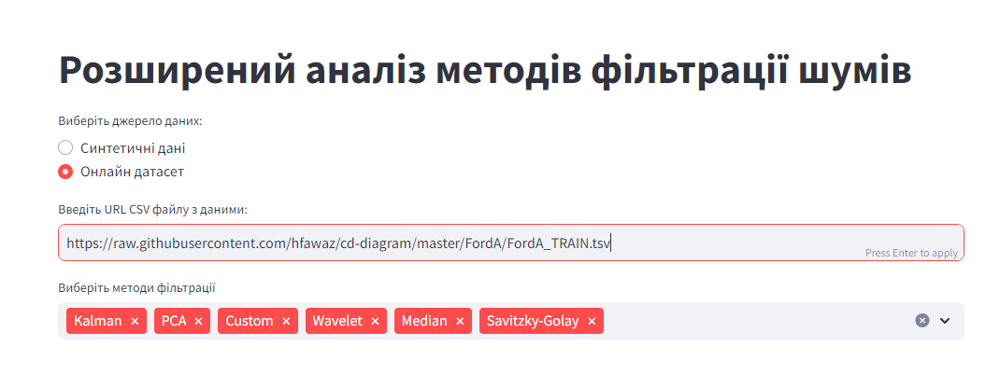 Розширений аналіз методів фільтрації шумів
Виберіть джерело даних:
Синтетичні дані
Онлайн датасет
Введіть URL CSV файлу з даними:
https://raw.githubusercontent.com/hfawaz/cd-diagram/master/FordA/FordA_TRAIN.tsv
Press Enter to apply
Виберіть методи фільтрації
Kalman × PCA × Custom × Wavelet × Median × Savitzky-Golay ×